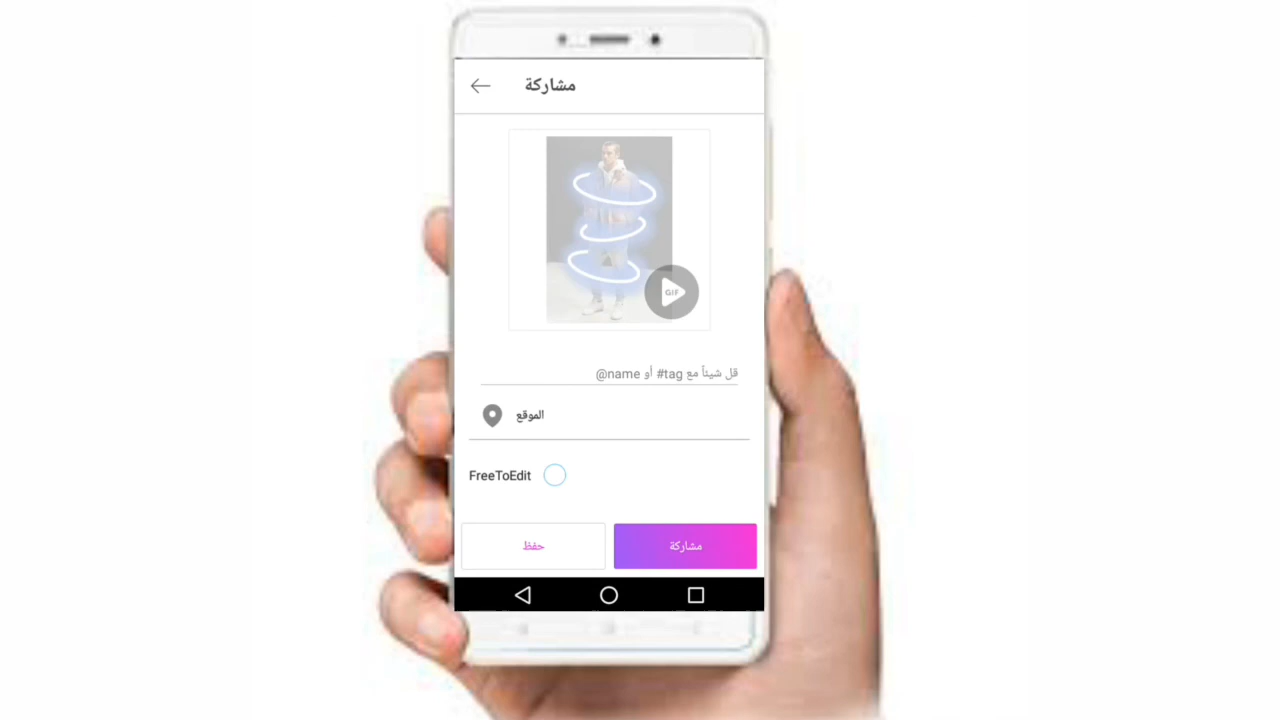 مشاركة
GIF
قل شيئاً مع tag# أو name@
الموقع
FreeToEdit
حفظ
مشاركة